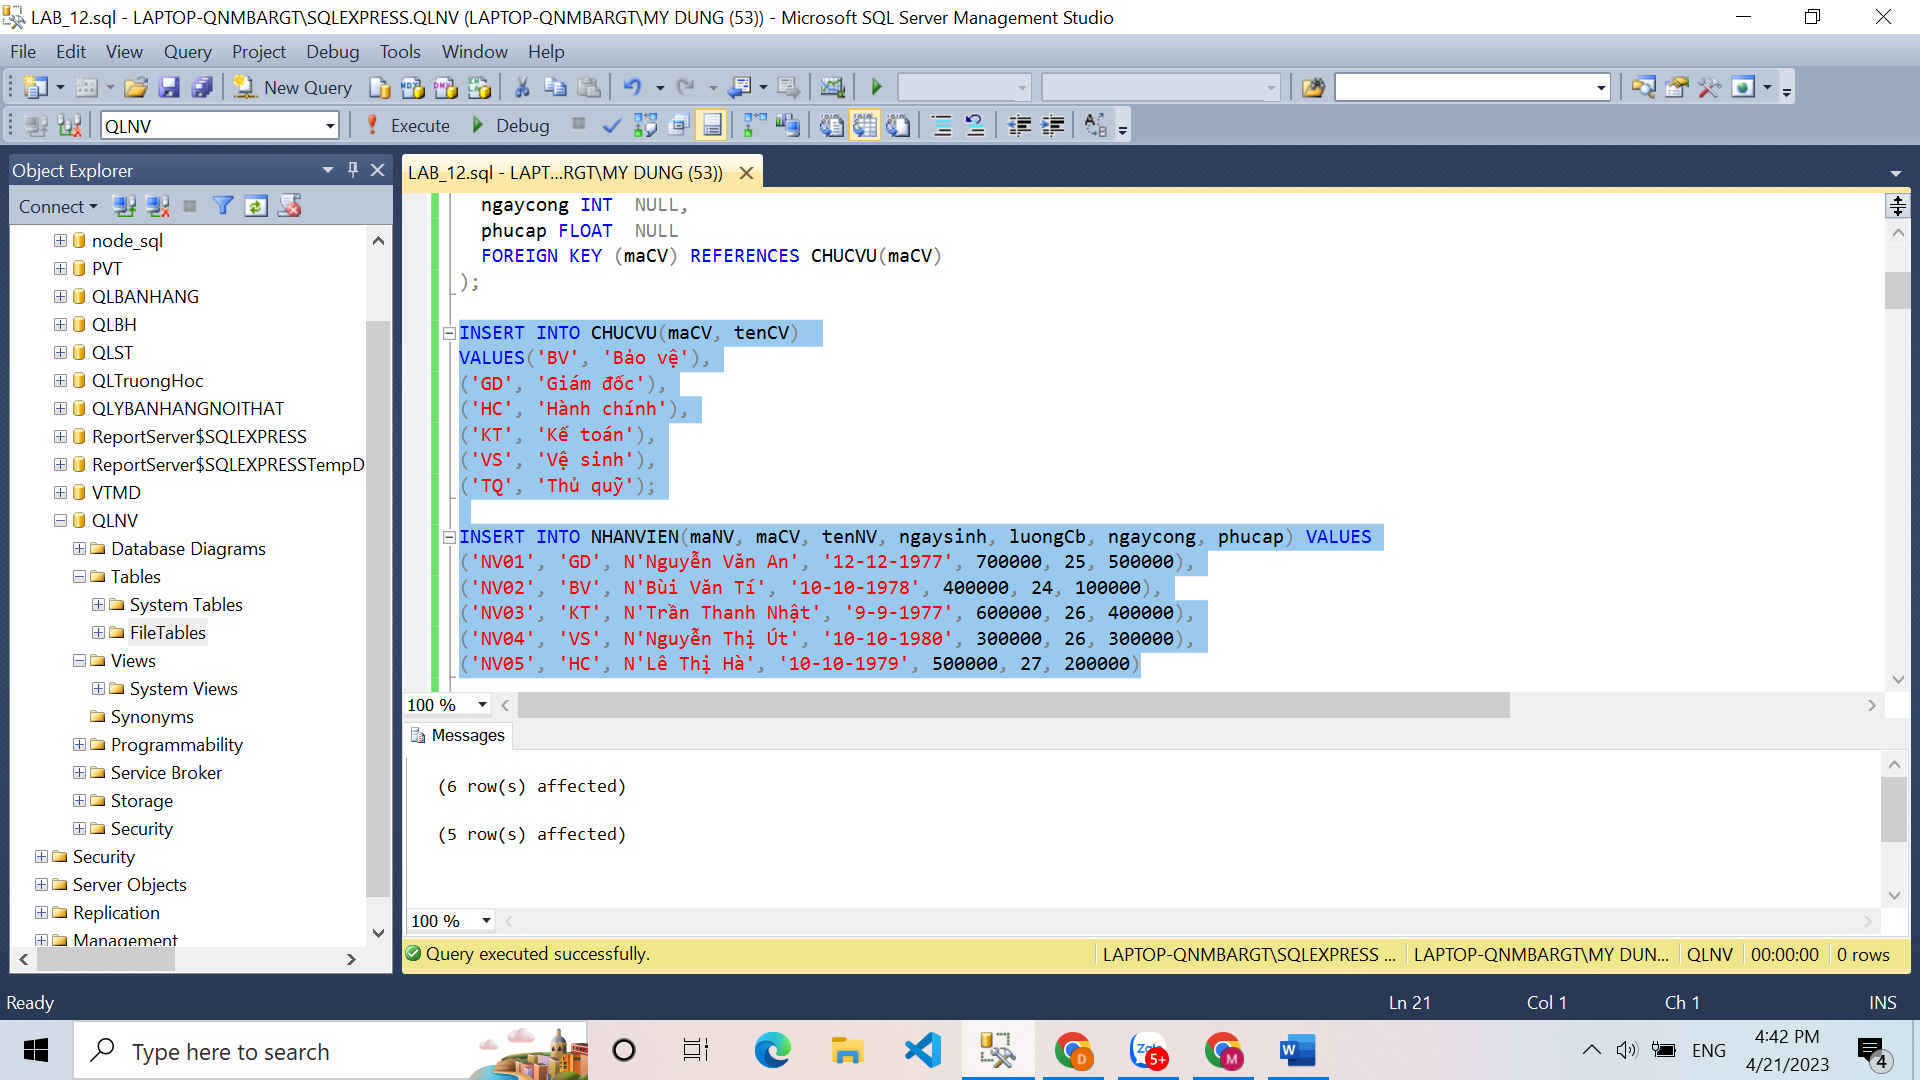 LAB_12.sql - LAPTOP-QNMBARGT\SQLEXPRESS.QLNV (LAPTOP-QNMBARGT\MY DUNG (53)) - Microsoft SQL Server Management Studio
File Edit View Query Project Debug Tools Window Help
New Query
QLNV Execute Debug
Object Explorer
Connect
node_sql
PVT
QLBANHANG
QLBH
QLST
QLTruongHoc
QLYBANHANGNOITHAT
ReportServer$SQLEXPRESS
ReportServer$SQLEXPRESSTempD
VTMD
QLNV
Database Diagrams
Tables
System Tables
FileTables
Views
System Views
Synonyms
Programmability
Service Broker
Storage
Security
Security
Server Objects
Replication
Management
LAB_12.sql - LAPT...RGT\MY DUNG (53))
ngaycong INT NULL,
phucap FLOAT NULL
FOREIGN KEY (maCV) REFERENCES CHUCVU(maCV)
);
INSERT INTO CHUCVU(maCV, tenCV)
VALUES('BV', 'Bảo vệ'),
('GD', 'Giám đốc'),
('HC', 'Hành chính'),
('KT', 'Kế toán'),
('VS', 'Vệ sinh'),
('TQ', 'Thủ quỹ');
INSERT INTO NHANVIEN(maNV, maCV, tenNV, ngaysinh, luongCb, ngaycong, phucap) VALUES
('NV01', 'GD', N'Nguyễn Văn An', '12-12-1977', 700000, 25, 500000),
('NV02', 'BV', N'Bùi Văn Tí', '10-10-1978', 400000, 24, 100000),
('NV03', 'KT', N'Trần Thanh Nhật', '9-9-1977', 600000, 26, 400000),
('NV04', 'VS', N'Nguyễn Thị Út', '10-10-1980', 300000, 26, 300000),
('NV05', 'HC', N'Lê Thị Hà', '10-10-1979', 500000, 27, 200000)
100 %
Messages
(6 row(s) affected)
(5 row(s) affected)
100 %
Query executed successfully. LAPTOP-QNMBARGT\SQLEXPRESS ... LAPTOP-QNMBARGT\MY DUN... QLNV 00:00:00 0 rows
Ready Ln 21 Col 1 Ch 1 INS
Type here to search
Zalo 5+
D
M
W
ENG
4:42 PM
4/21/2023
4